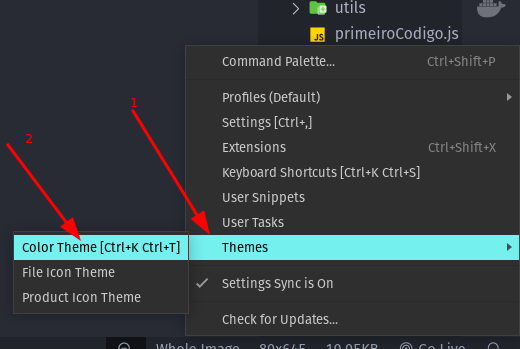 utils
JS primeiroCodigo.js
Command Palette... Ctrl+Shift+P
Profiles (Default)
Settings [Ctrl+,]
Extensions Ctrl+Shift+X
Keyboard Shortcuts [Ctrl+K Ctrl+S]
User Snippets
User Tasks
Themes
Settings Sync is On
Check for Updates...
1
2
Color Theme [Ctrl+K Ctrl+T]
File Icon Theme
Product Icon Theme
Whole Image 80x645 10.05KB Go Live